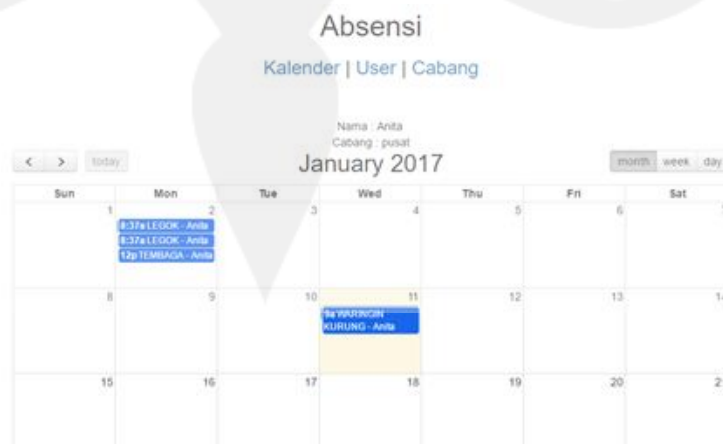 Absensi
Kalender | User | Cabang
Nama : Anita
Cabang : pusat
< > today January 2017 month week day
Sun Mon Tue Wed Thu Fri Sat
1 2 3 4 5 6
8:37a LEGOK - Anita
8:37a LEGOK - Anita
12p TEMBAGA - Anita
8 9 10 11 12 13
9a WARINGIN
KURUNG - Anita
15 16 17 18 19 20